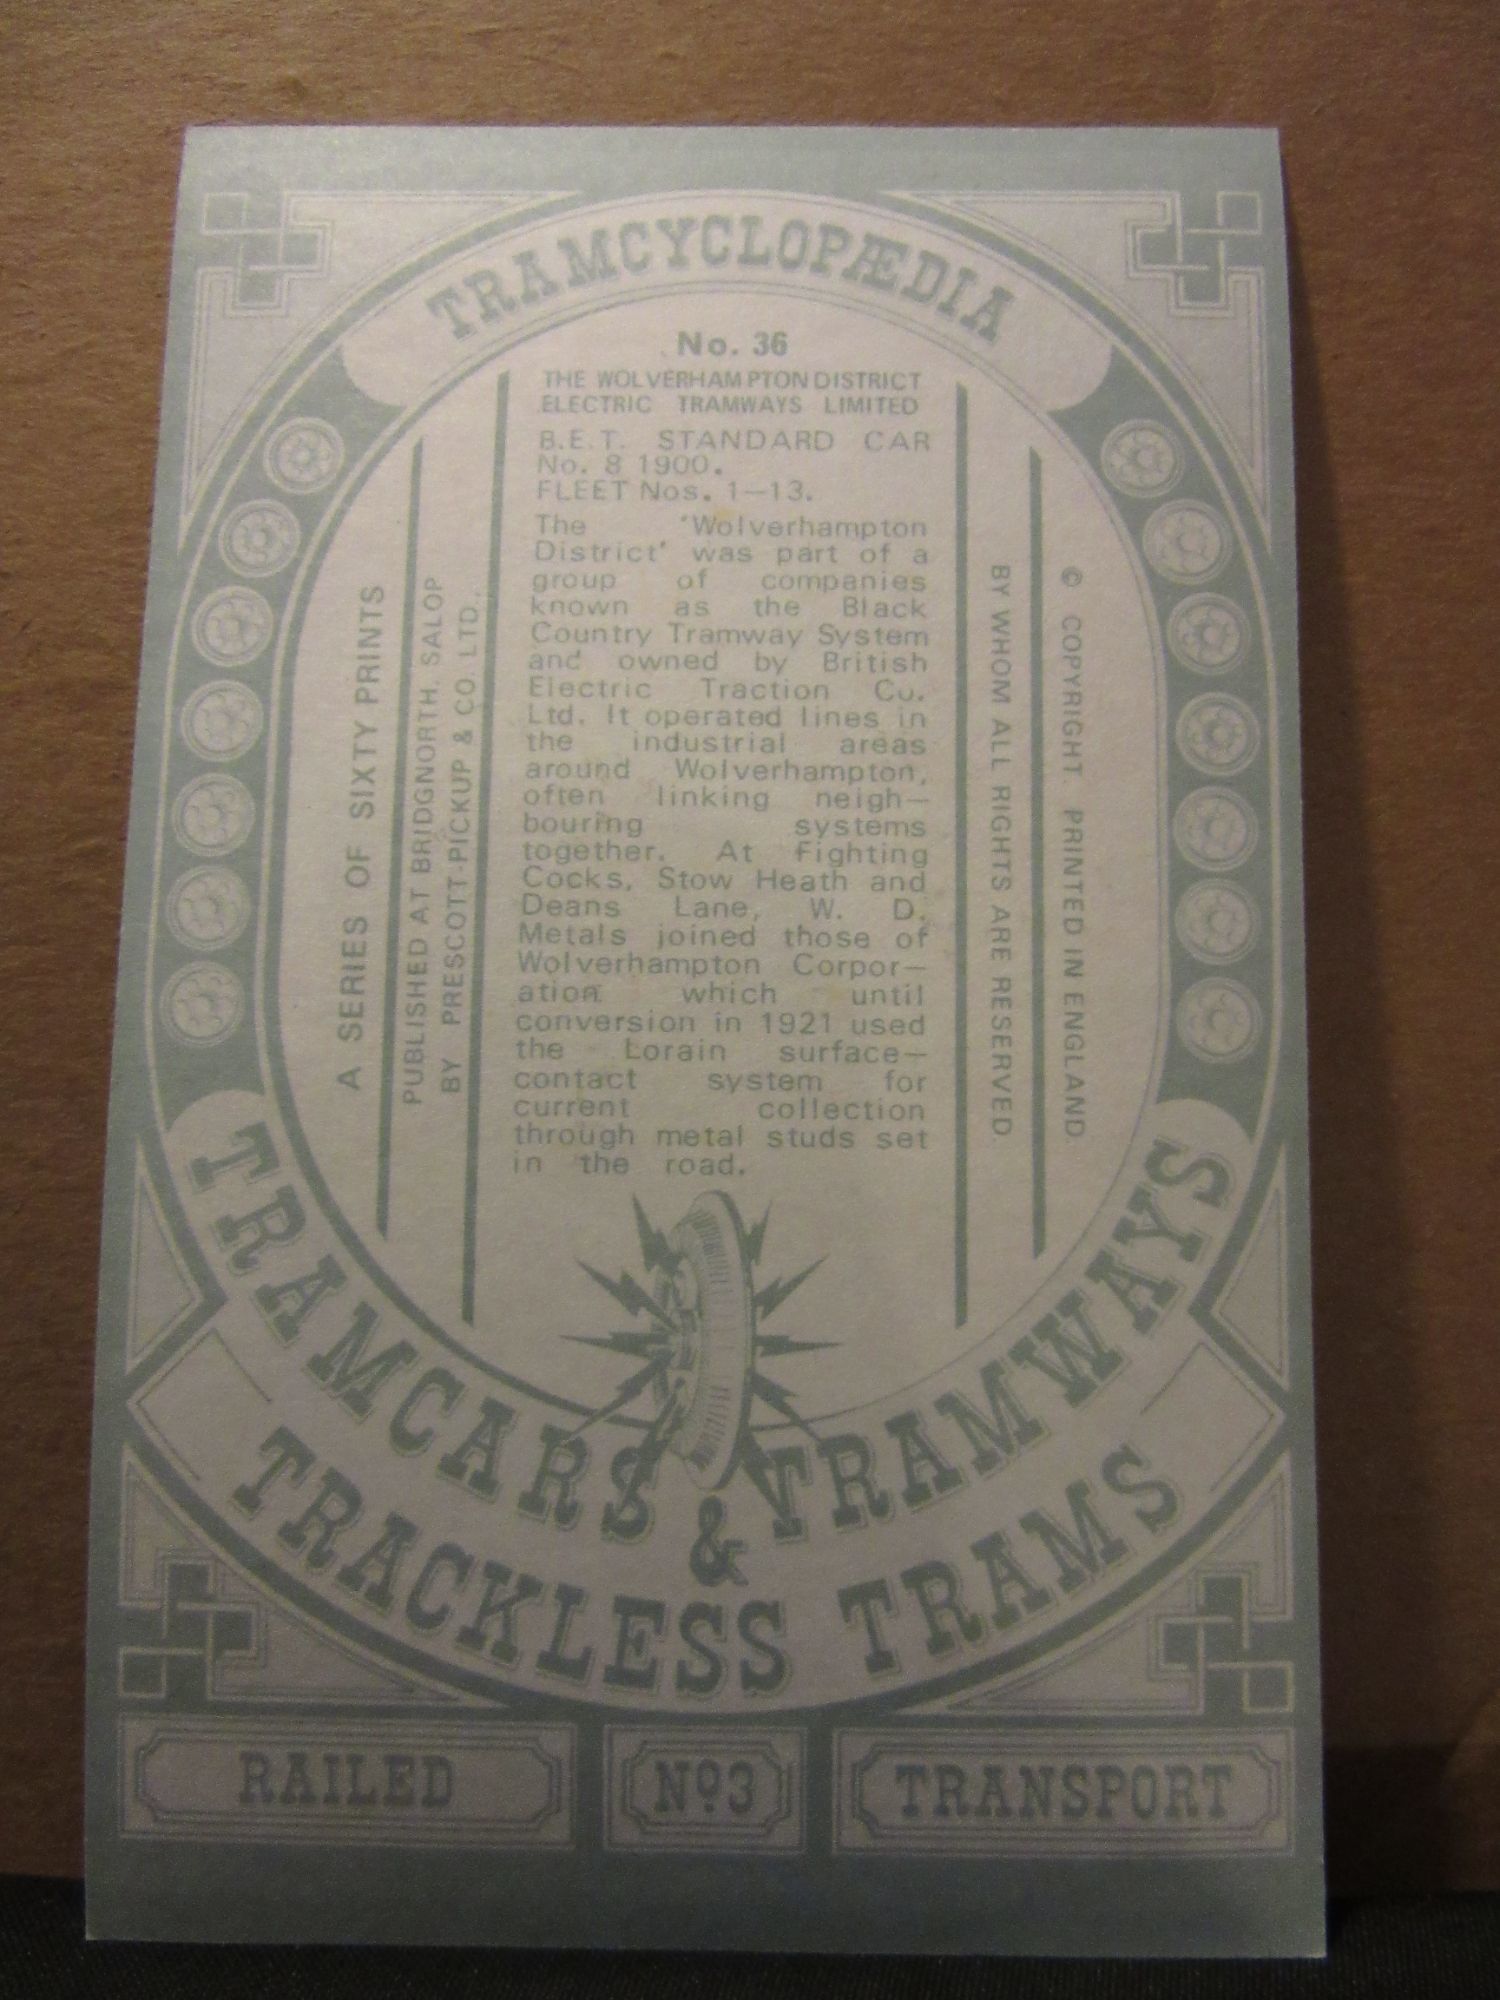 TRAMCYCLOPÆDIA
No. 36
THE WOLVERHAMPTON DISTRICT
ELECTRIC TRAMWAYS LIMITED
B.E.T. STANDARD CAR
No. 8 1900.
FLEET Nos. 1–13.
The 'Wolverhampton
District' was part of a
group of companies
known as the Black
Country Tramway System
and owned by British
Electric Traction Co.
Ltd. It operated lines in
the industrial areas
around Wolverhampton,
often linking neigh–
bouring systems
together. At Fighting
Cocks, Stow Heath and
Deans Lane, W. D.
Metals joined those of
Wolverhampton Corpor–
ation which until
conversion in 1921 used
the Lorain surface–
contact system for
current collection
through metal studs set
in the road.
A SERIES OF SIXTY PRINTS
PUBLISHED AT BRIDGNORTH, SALOP
BY PRESCOTT-PICKUP & CO. LTD.
© COPYRIGHT. PRINTED IN ENGLAND
BY WHOM ALL RIGHTS ARE RESERVED.
TRAMCARS & TRAMWAYS
TRACKLESS TRAMS
RAILED
Nº3
TRANSPORT